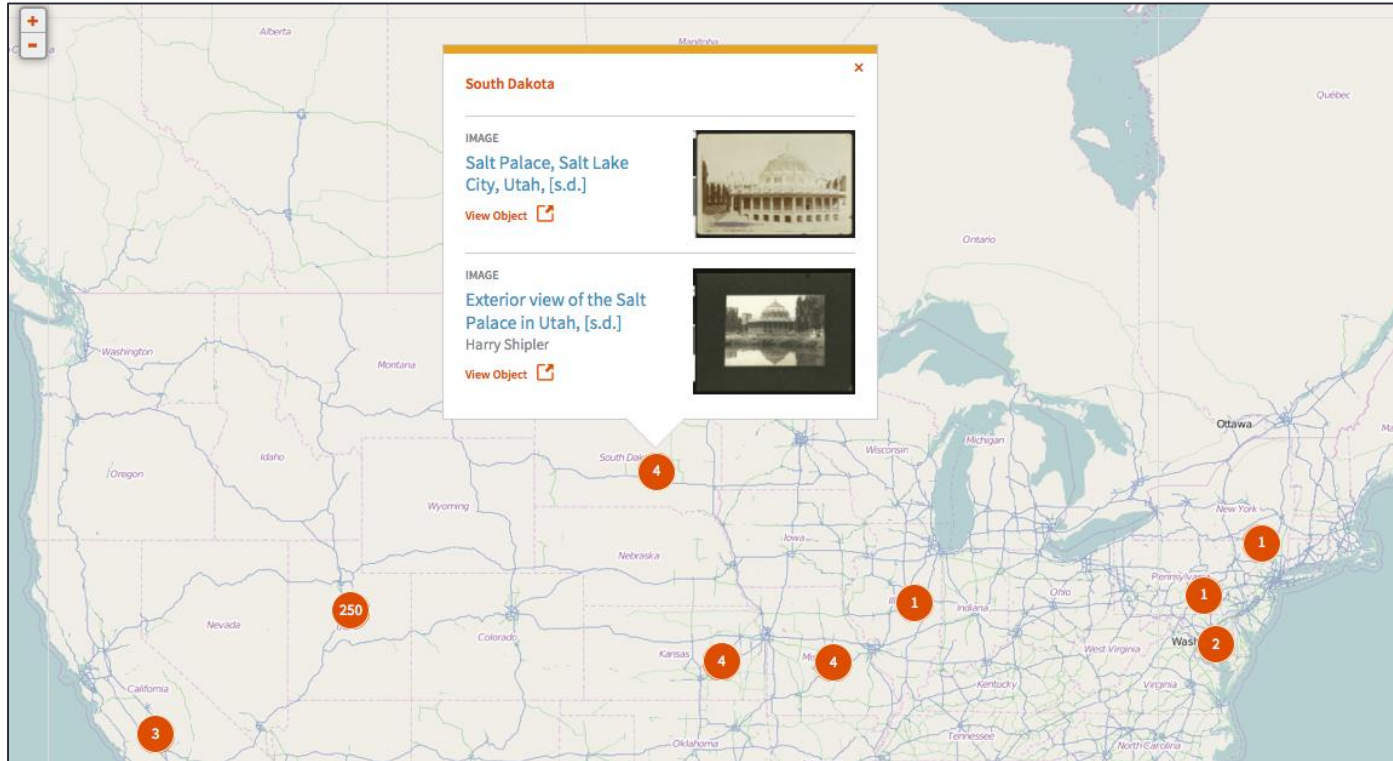 +
-
Alberta
Manitoba
Québec
South Dakota
×
IMAGE
Salt Palace, Salt Lake
City, Utah, [s.d.]
View Object
IMAGE
Exterior view of the Salt
Palace in Utah, [s.d.]
Harry Shipler
View Object
Ontario
Washington
Montana
Ottawa
Michigan
Wisconsin
Oregon
Idaho
South Dak
4
Wyoming
New York
1
Iowa
Nebraska
Pennsylvania
1
250
Nevada
Colorado
1
Indiana
Ohio
Wash
2
Kansas
4
4
West Virginia
Kentucky
Virginia
California
3
Oklahoma
Tennessee
North Carolina